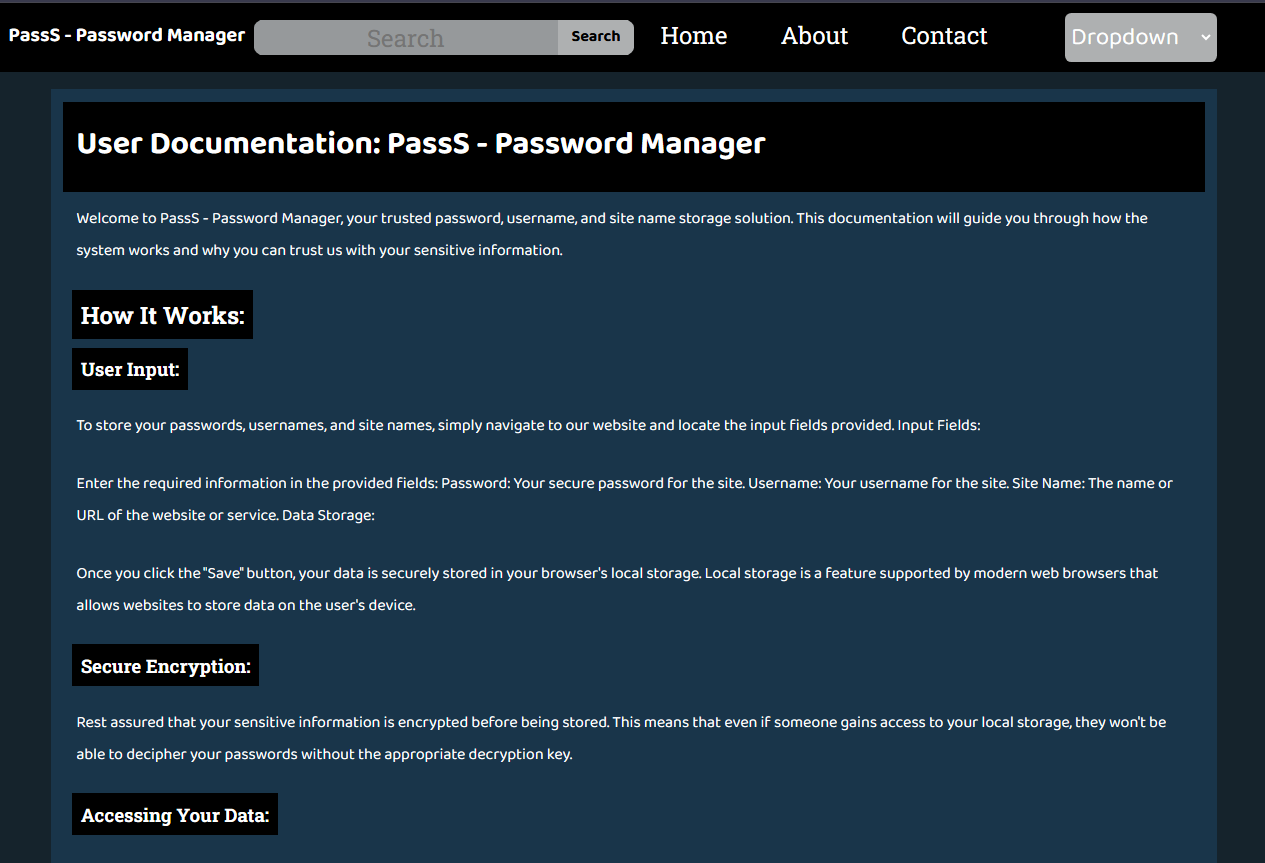 PassS - Password Manager
Search
Search
Home
About
Contact
Dropdown
User Documentation: PassS - Password Manager
Welcome to PassS - Password Manager, your trusted password, username, and site name storage solution. This documentation will guide you through how the
system works and why you can trust us with your sensitive information.
How It Works:
User Input:
To store your passwords, usernames, and site names, simply navigate to our website and locate the input fields provided. Input Fields:
Enter the required information in the provided fields: Password: Your secure password for the site. Username: Your username for the site. Site Name: The name or
URL of the website or service. Data Storage:
Once you click the "Save" button, your data is securely stored in your browser's local storage. Local storage is a feature supported by modern web browsers that
allows websites to store data on the user's device.
Secure Encryption:
Rest assured that your sensitive information is encrypted before being stored. This means that even if someone gains access to your local storage, they won't be
able to decipher your passwords without the appropriate decryption key.
Accessing Your Data: